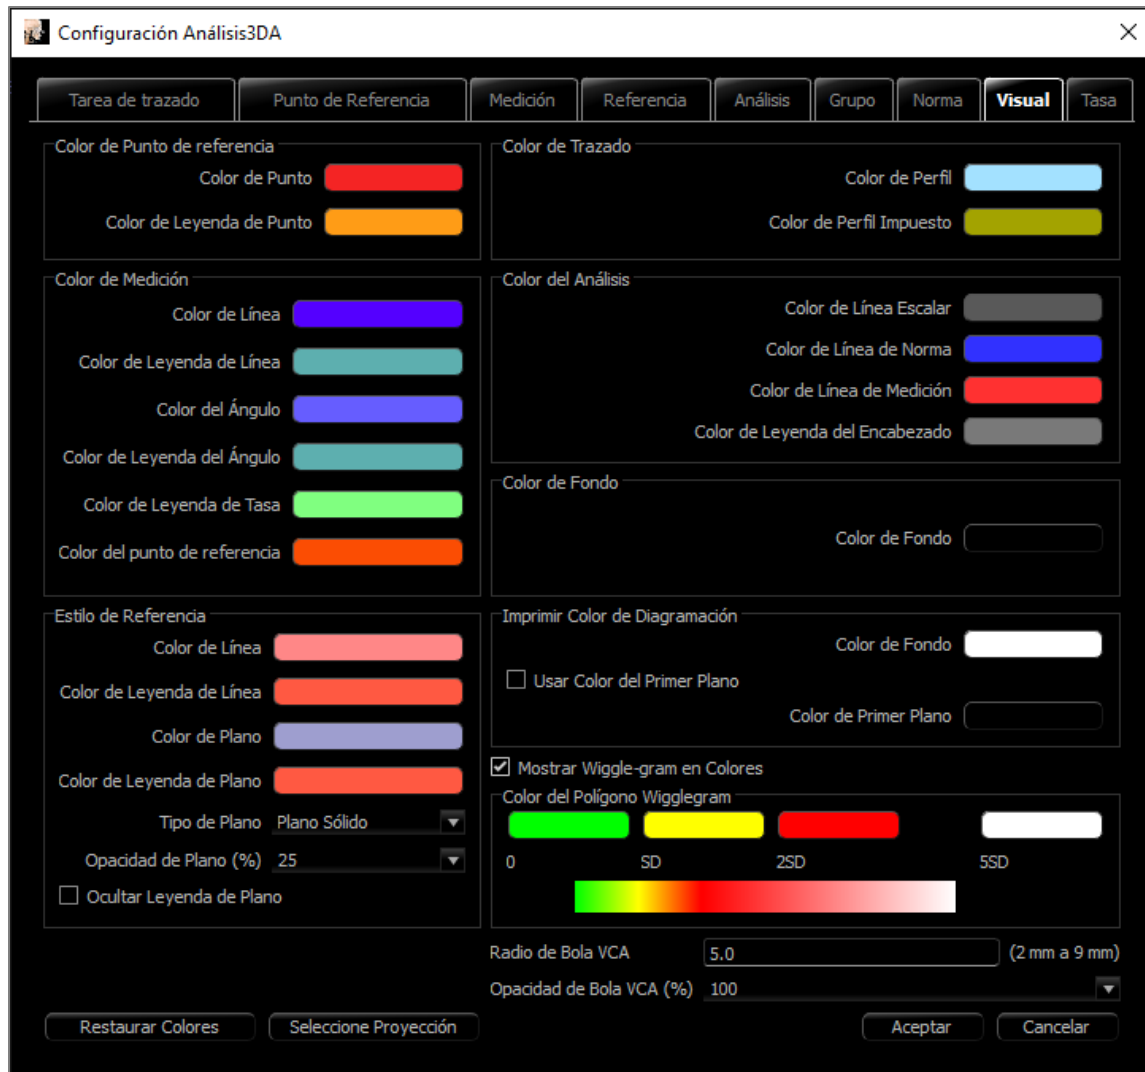 Configuración Análisis3DA
Tarea de trazado
Punto de Referencia
Medición
Referencia
Análisis
Grupo
Norma
Visual
Tasa
Color de Punto de referencia
Color de Punto
Color de Leyenda de Punto
Color de Medición
Color de Línea
Color de Leyenda de Línea
Color del Ángulo
Color de Leyenda del Ángulo
Color de Leyenda de Tasa
Color del punto de referencia
Estilo de Referencia
Color de Línea
Color de Leyenda de Línea
Color de Plano
Color de Leyenda de Plano
Tipo de Plano Plano Sólido
Opacidad de Plano (%) 25
Ocultar Leyenda de Plano
Color de Trazado
Color de Perfil
Color de Perfil Impuesto
Color del Análisis
Color de Línea Escalar
Color de Línea de Norma
Color de Línea de Medición
Color de Leyenda del Encabezado
Color de Fondo
Color de Fondo
Imprimir Color de Diagramación
Color de Fondo
Usar Color del Primer Plano
Color de Primer Plano
Mostrar Wiggle-gram en Colores
Color del Polígono Wigglegram
0 SD 2SD 5SD
Radio de Bola VCA 5.0 (2 mm a 9 mm)
Opacidad de Bola VCA (%) 100
Restaurar Colores
Seleccione Proyección
Aceptar
Cancelar